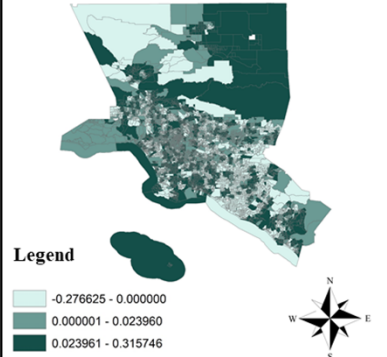 Legend
-0.276625 - 0.000000
0.000001 - 0.023960
0.023961 - 0.315746
N
W E
S